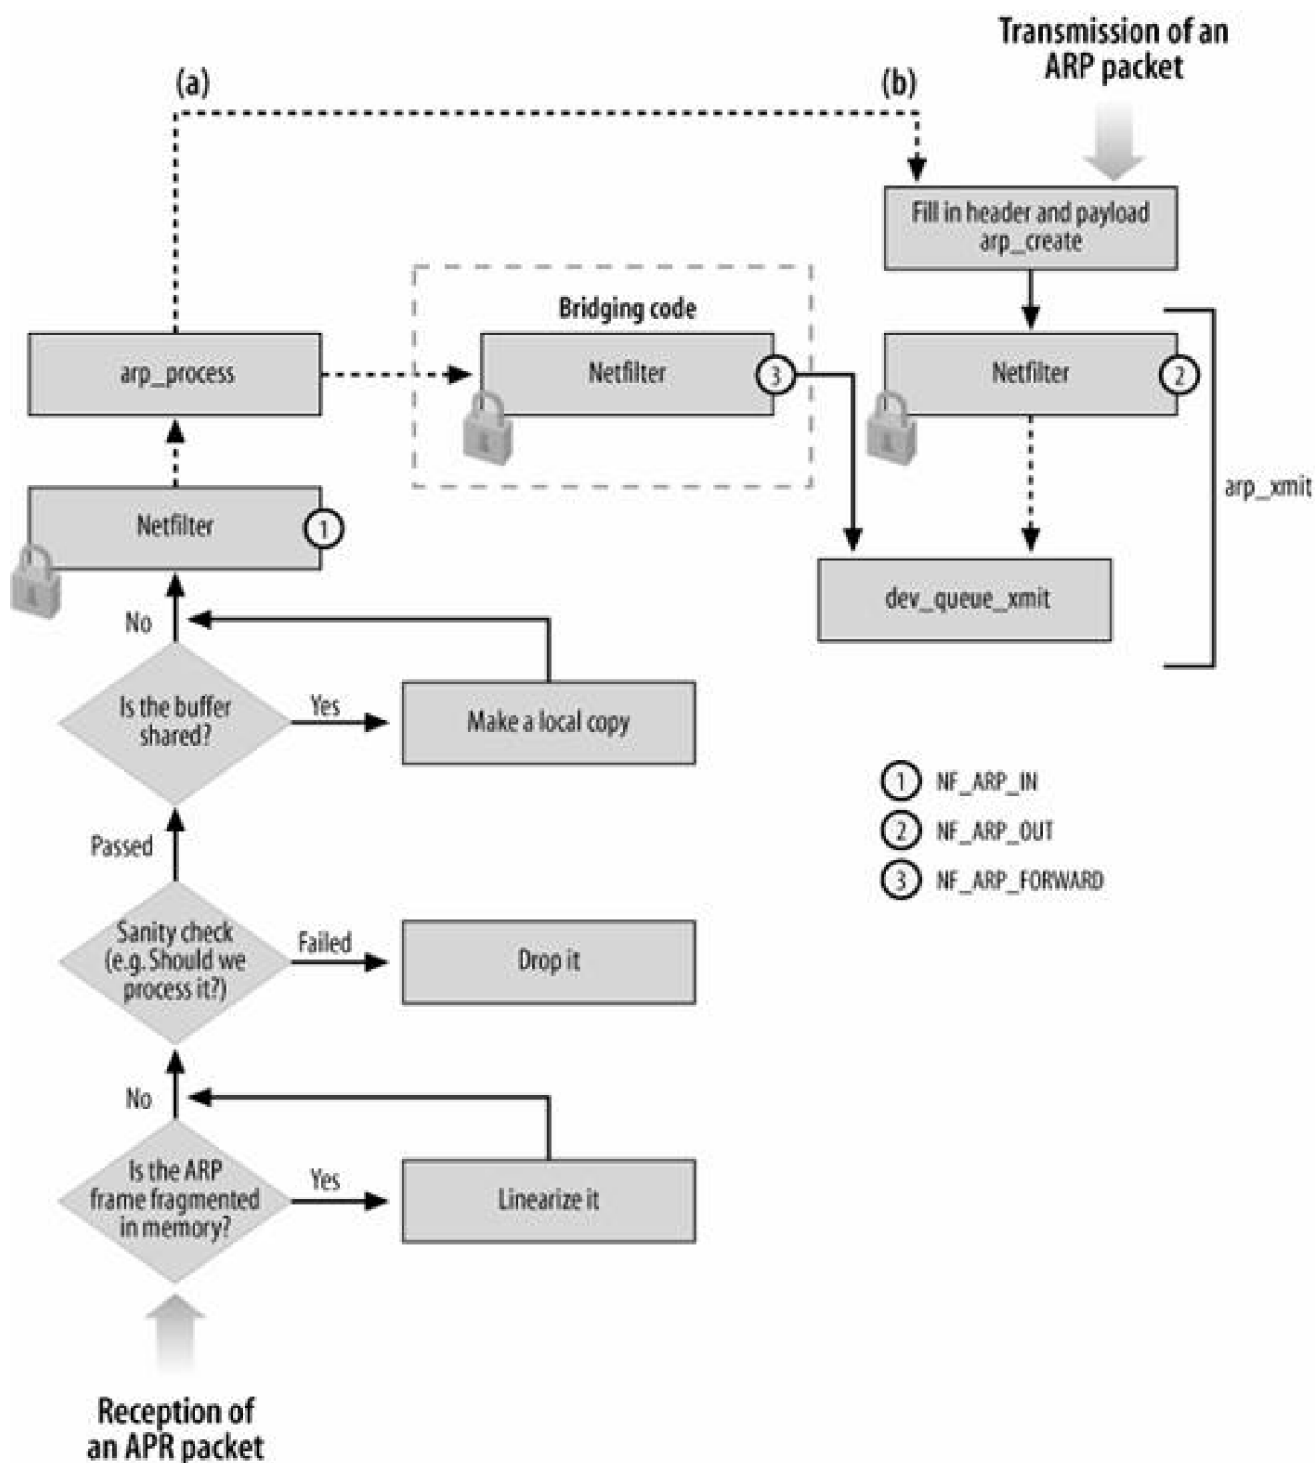 Transmission of an
ARP packet
(a)
(b)
Fill in header and payload
arp_create
Bridging code
arp_process
Netfilter
3
Netfilter
2
arp_xmit
Netfilter
1
dev_queue_xmit
No
Is the buffer
shared?
Yes
Make a local copy
1 NF_ARP_IN
2 NF_ARP_OUT
3 NF_ARP_FORWARD
Passed
Sanity check
(e.g. Should we
process it?)
Failed
Drop it
No
Is the ARP
frame fragmented
in memory?
Yes
Linearize it
Reception of
an APR packet